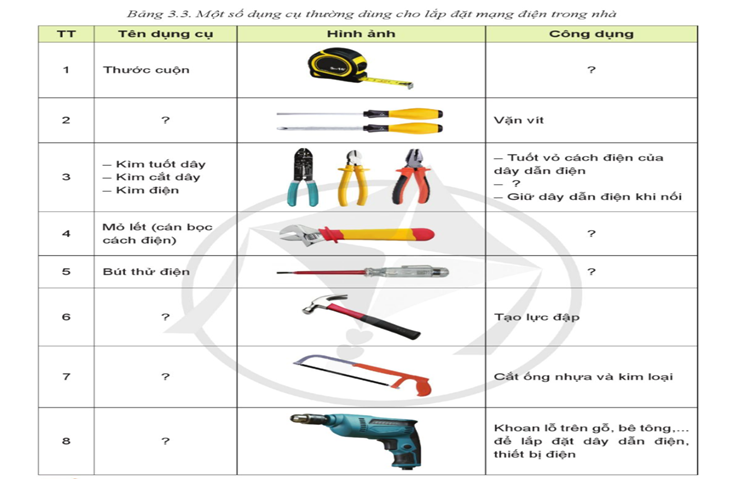 Bảng 3.3. Một số dụng cụ thường dùng cho lắp đặt mạng điện trong nhà
TT Tên dụng cụ Hình ảnh Công dụng
1 Thước cuộn ?
2 ? Vặn vít
3
– Kìm tuốt dây
– Kìm cắt dây
– Kìm điện
– Tuốt vỏ cách điện của
dây dẫn điện
– ?
– Giữ dây dẫn điện khi nối
4
Mỏ lết (cán bọc
cách điện)
?
5 Bút thử điện ?
6 ? Tạo lực đập
7 ? Cắt ống nhựa và kim loại
8 ?
Khoan lỗ trên gỗ, bê tông,...
để lắp đặt dây dẫn điện,
thiết bị điện